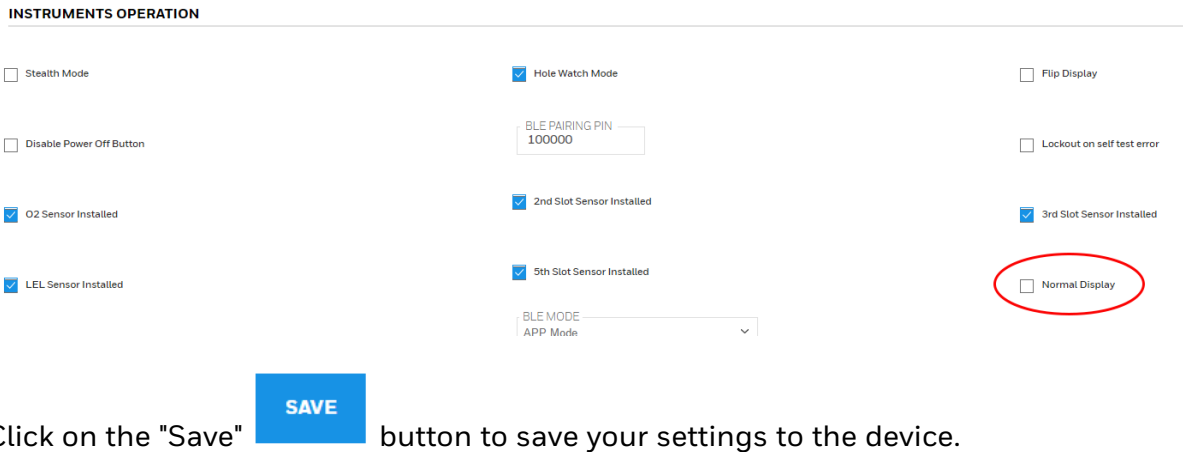 INSTRUMENTS OPERATION
Stealth Mode
Hole Watch Mode
Flip Display
Disable Power Off Button
BLE PAIRING PIN
100000
Lockout on self test error
O2 Sensor Installed
2nd Slot Sensor Installed
3rd Slot Sensor Installed
LEL Sensor Installed
5th Slot Sensor Installed
Normal Display
BLE MODE
APP Mode
Click on the "Save" SAVE button to save your settings to the device.